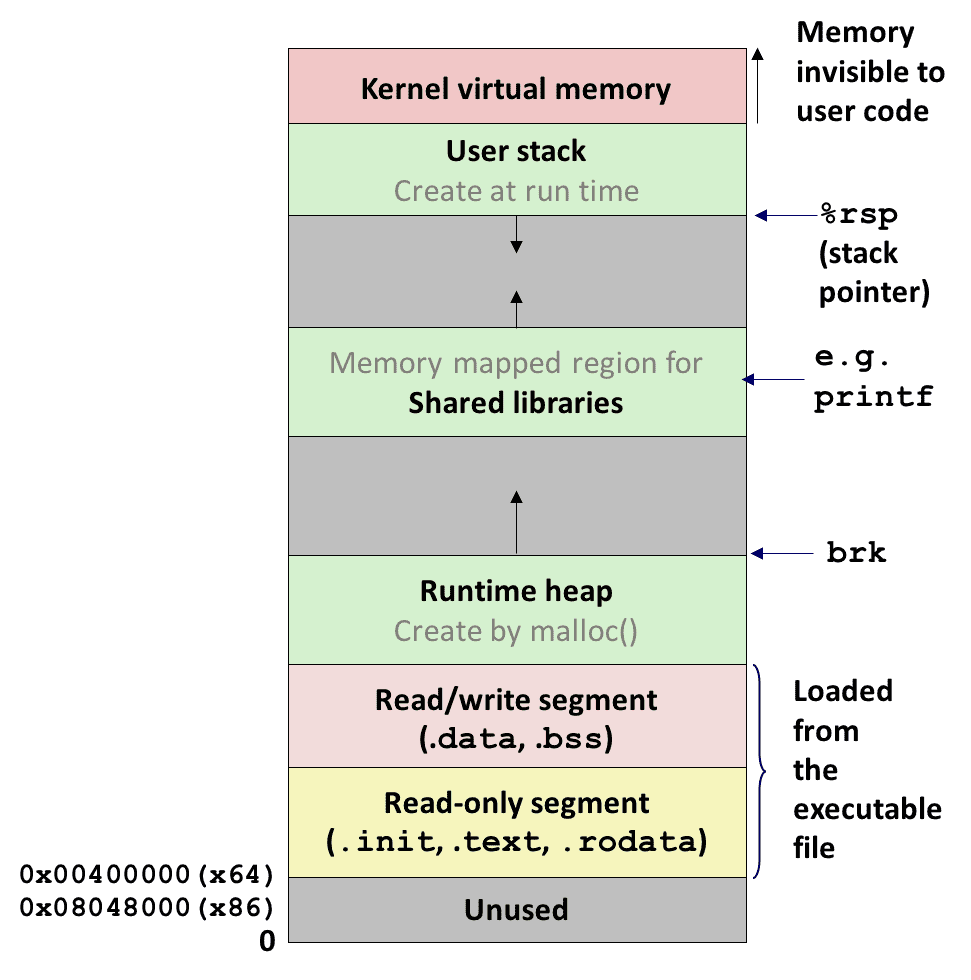 Memory
invisible to
user code
Kernel virtual memory
User stack
Create at run time
%rsp
(stack
pointer)
Memory mapped region for
Shared libraries
e.g.
printf
brk
Runtime heap
Create by malloc()
Read/write segment
(.data, .bss)
Loaded
from
the
executable
file
Read-only segment
(.init, .text, .rodata)
0x00400000 (x64)
0x08048000 (x86)
0
Unused